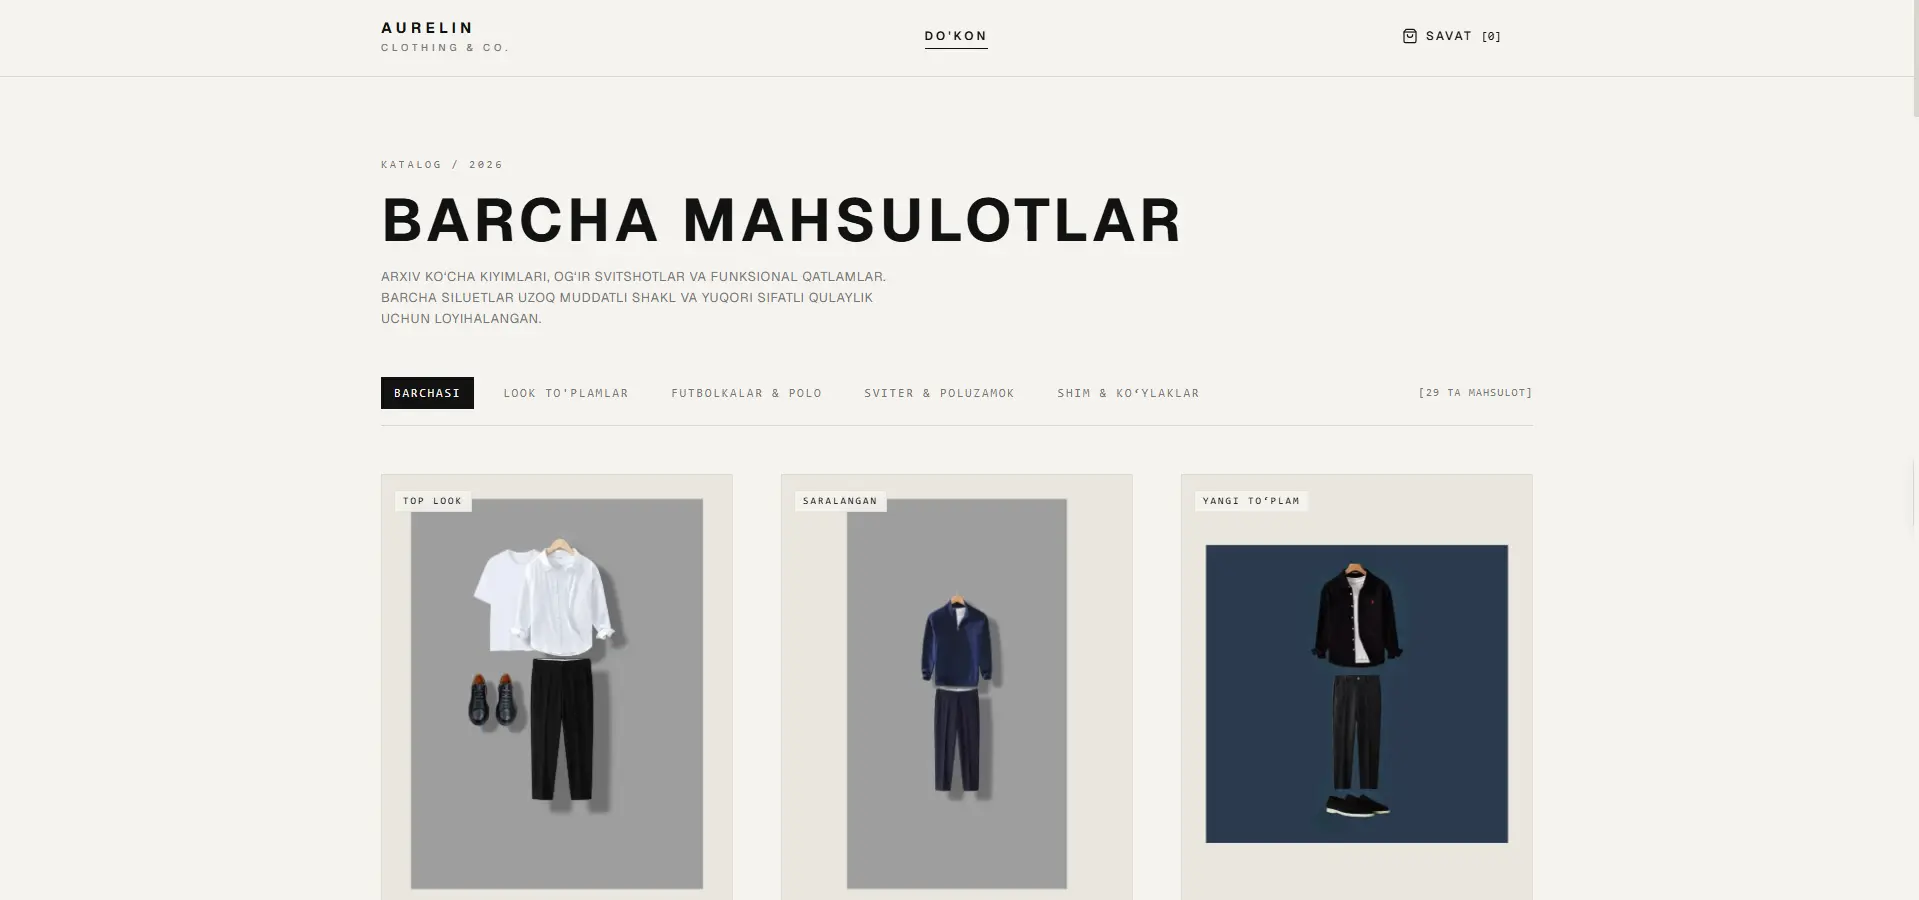 AURELIN
CLOTHING & CO.
DO'KON
SAVAT [0]
KATALOG / 2026
BARCHA MAHSULOTLAR
ARXIV KO‘CHA KIYIMLARI, OG‘IR SVITSHOTLAR VA FUNKSIONAL QATLAMLAR.
BARCHA SILUETLAR UZOQ MUDDATLI SHAKL VA YUQORI SIFATLI QULAYLIK
UCHUN LOYIHALANGAN.
BARCHASI
LOOK TO'PLAMLAR
FUTBOLKALAR & POLO
SVITER & POLUZAMOK
SHIM & KO‘YLAKLAR
[29 TA MAHSULOT]
TOP LOOK
SARALANGAN
YANGI TO‘PLAM